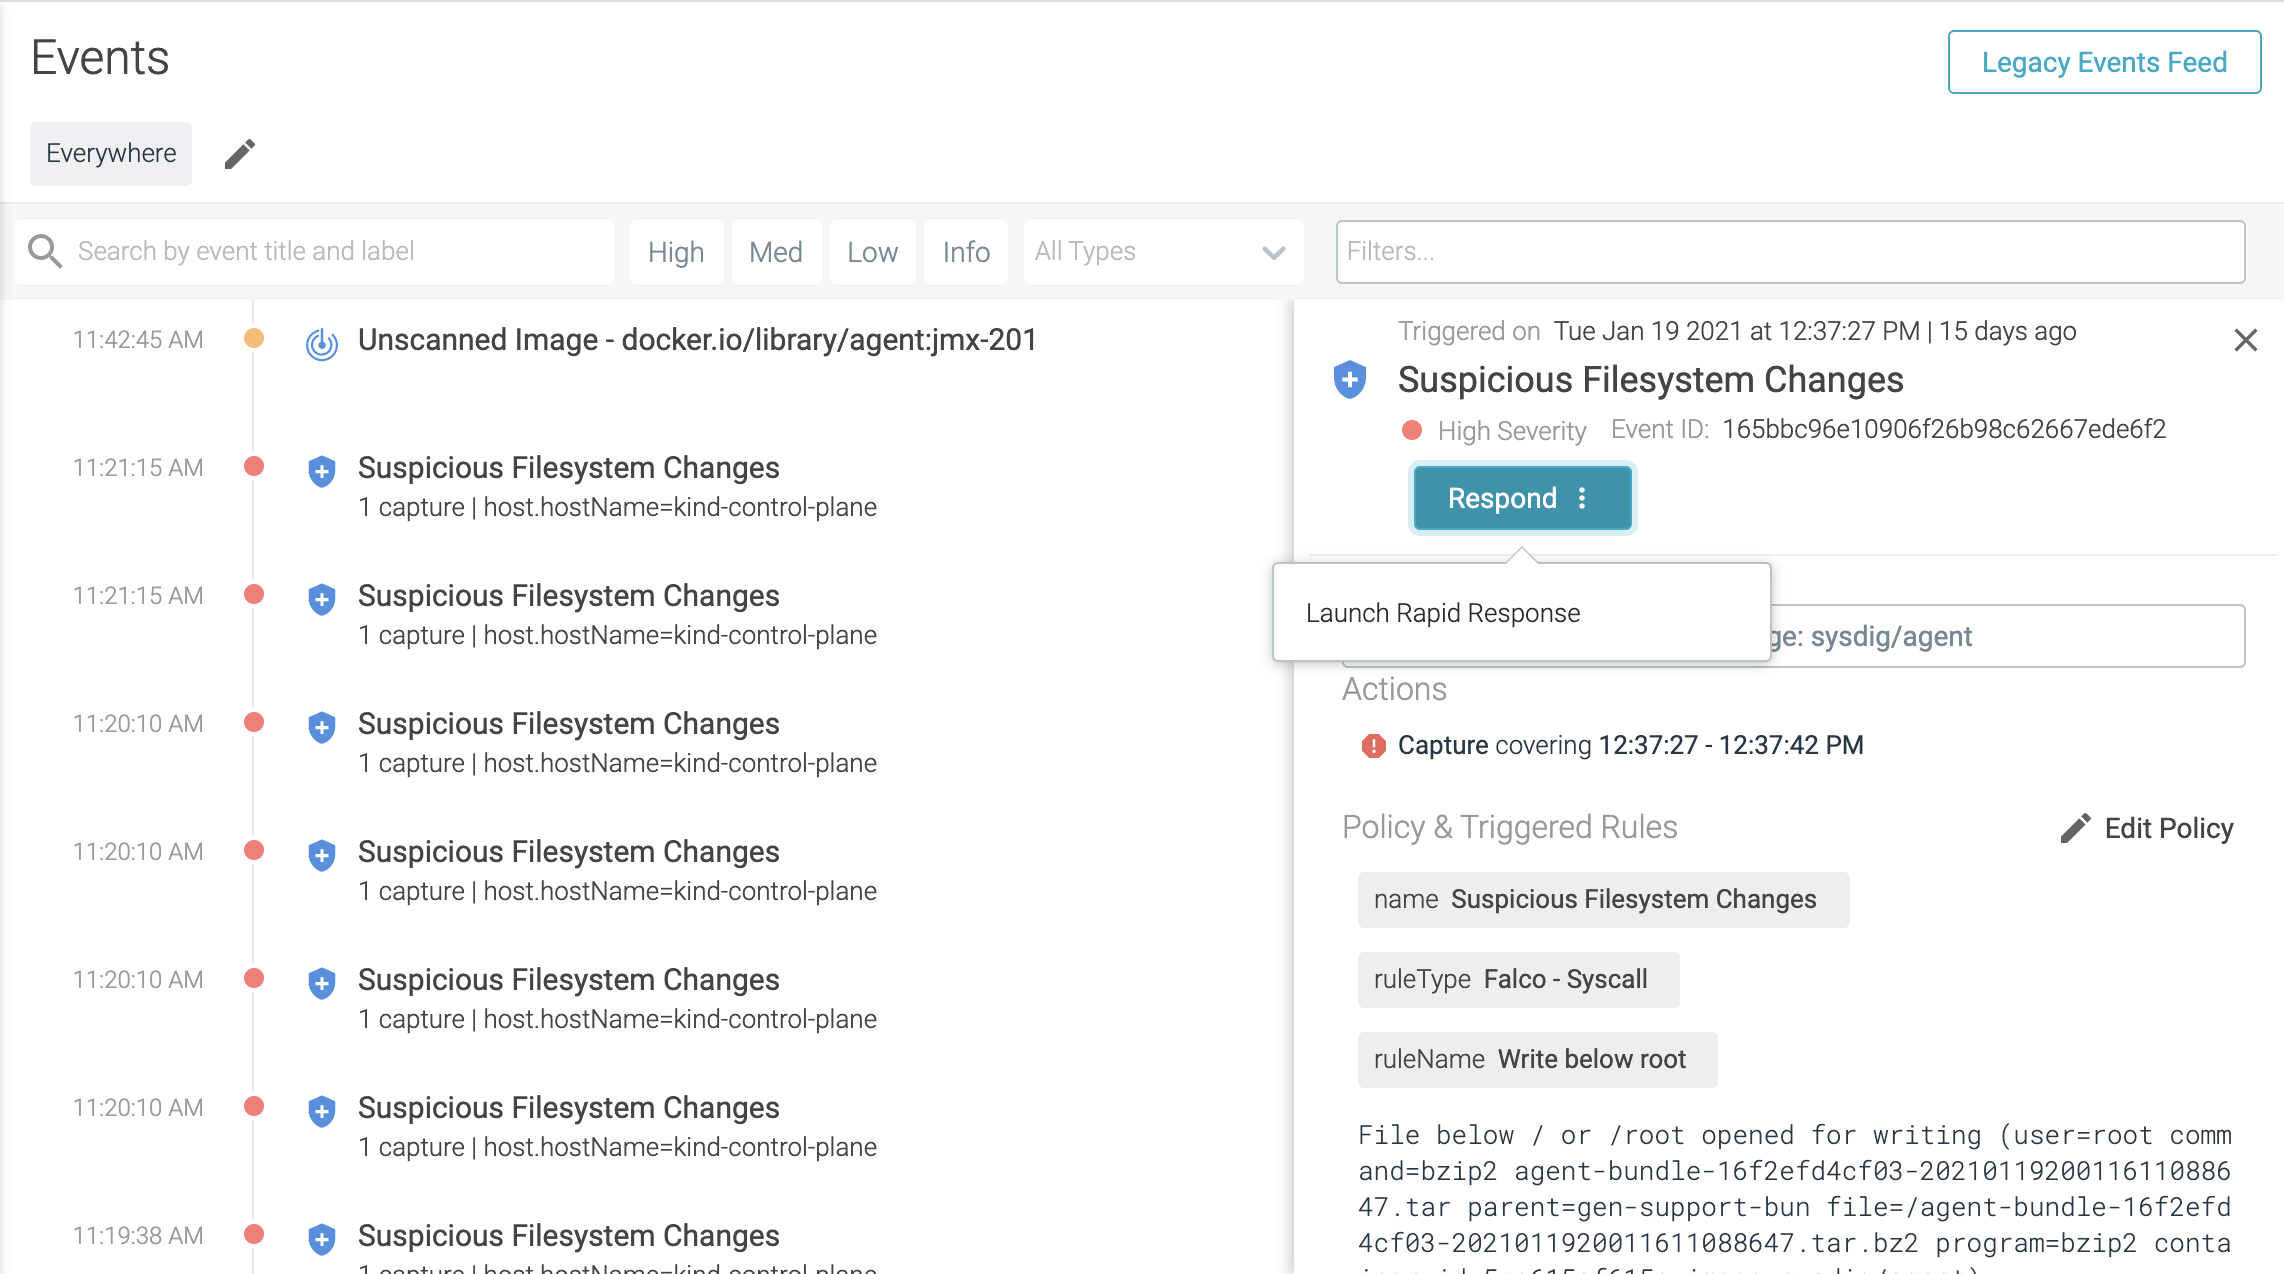 Events
Legacy Events Feed
Everywhere
Search by event title and label
High
Med
Low
Info
All Types
Filters...
11:42:45 AM
Unscanned Image - docker.io/library/agent:jmx-201
11:21:15 AM
Suspicious Filesystem Changes
1 capture | host.hostName=kind-control-plane
11:21:15 AM
Suspicious Filesystem Changes
1 capture | host.hostName=kind-control-plane
11:20:10 AM
Suspicious Filesystem Changes
1 capture | host.hostName=kind-control-plane
11:20:10 AM
Suspicious Filesystem Changes
1 capture | host.hostName=kind-control-plane
11:20:10 AM
Suspicious Filesystem Changes
1 capture | host.hostName=kind-control-plane
11:20:10 AM
Suspicious Filesystem Changes
1 capture | host.hostName=kind-control-plane
11:19:38 AM
Suspicious Filesystem Changes
Triggered on Tue Jan 19 2021 at 12:37:27 PM | 15 days ago
Suspicious Filesystem Changes
High Severity Event ID: 165bbc96e10906f26b98c62667ede6f2
Respond
Launch Rapid Response
ge: sysdig/agent
Actions
Capture covering 12:37:27 - 12:37:42 PM
Policy & Triggered Rules
Edit Policy
name Suspicious Filesystem Changes
ruleType Falco - Syscall
ruleName Write below root
File below / or /root opened for writing (user=root comm
and=bzip2 agent-bundle-16f2efd4cf03-20210119200116110886
47.tar parent=gen-support-bun file=/agent-bundle-16f2efd
4cf03-2021011920011611088647.tar.bz2 program=bzip2 conta